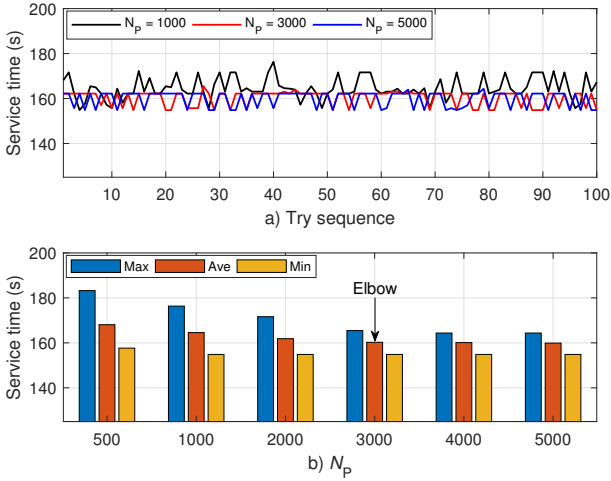 200
180
160
140
Service time (s)
N_P = 1000 N_P = 3000 N_P = 5000
10 20 30 40 50 60 70 80 90 100
a) Try sequence
200
180
160
140
Service time (s)
Max Ave Min
Elbow
500 1000 2000 3000 4000 5000
b) N_P